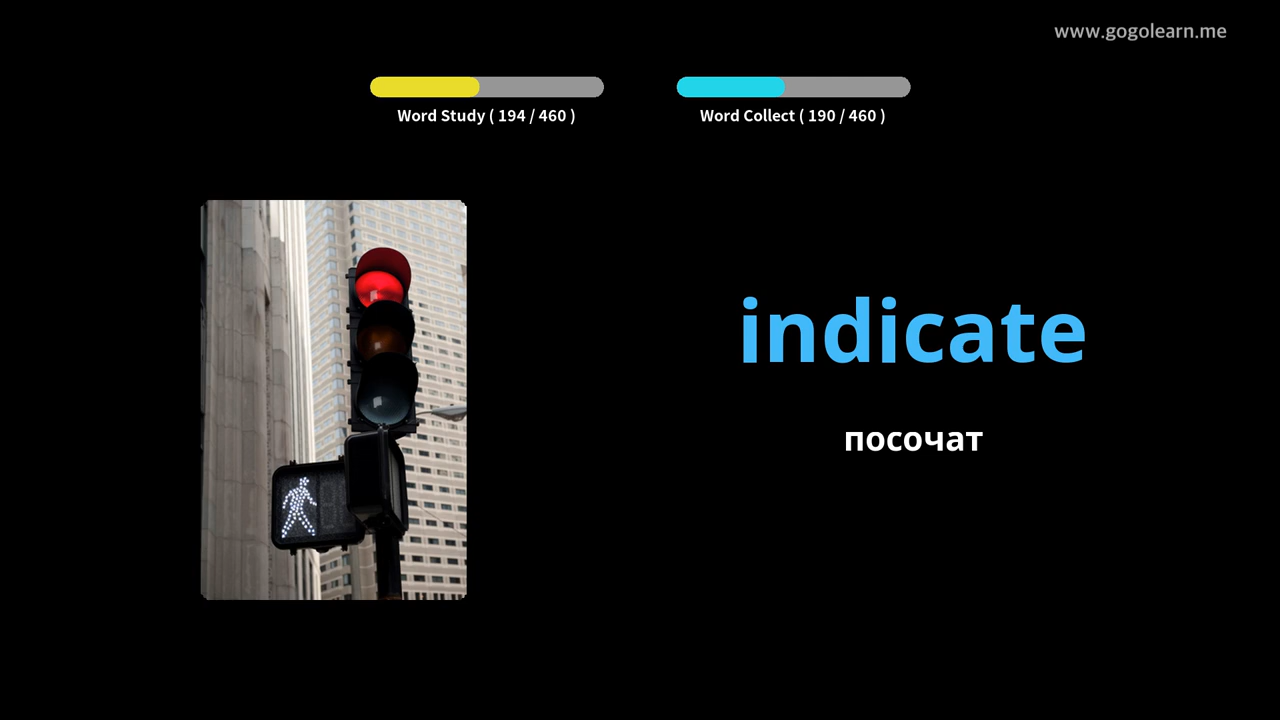 www.gogolearn.me
Word Study ( 194 / 460 )
Word Collect ( 190 / 460 )
indicate
посочат